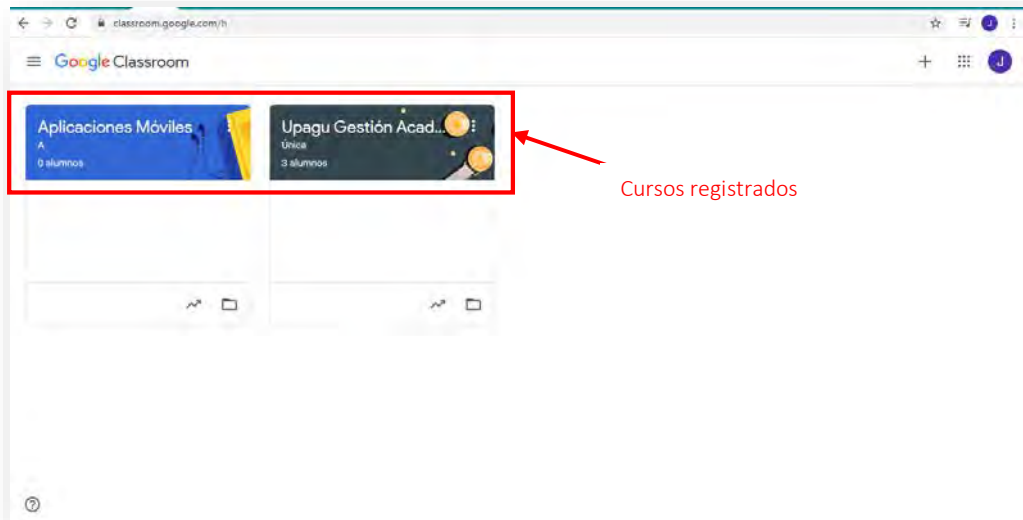 classroom.google.com/h
J
Google Classroom
J
Aplicaciones Móviles
A
0 alumnos
Upagu Gestión Acad...
Única
3 alumnos
Cursos registrados